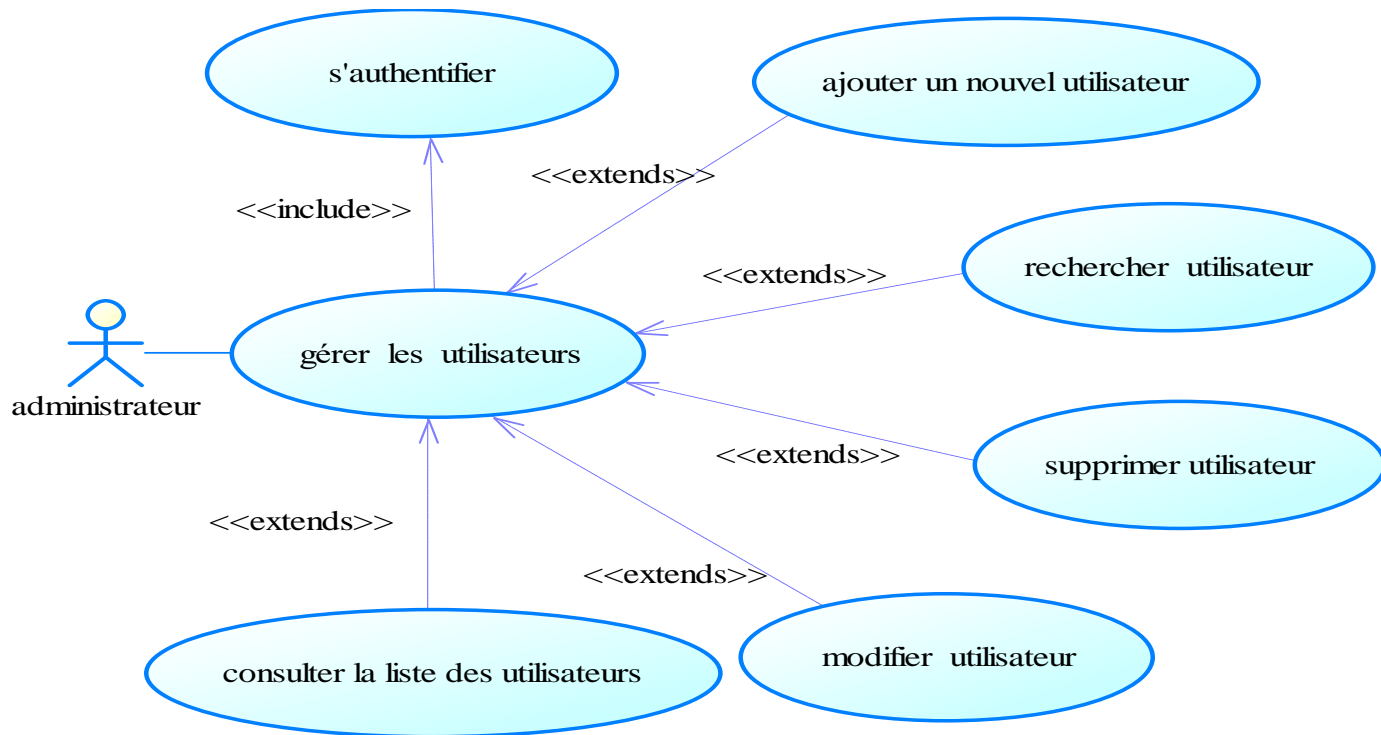 s'authentifier
ajouter un nouvel utilisateur
<<extends>>
<<include>>
rechercher utilisateur
<<extends>>
gérer les utilisateurs
administrateur
<<extends>>
supprimer utilisateur
<<extends>>
<<extends>>
consulter la liste des utilisateurs
modifier utilisateur